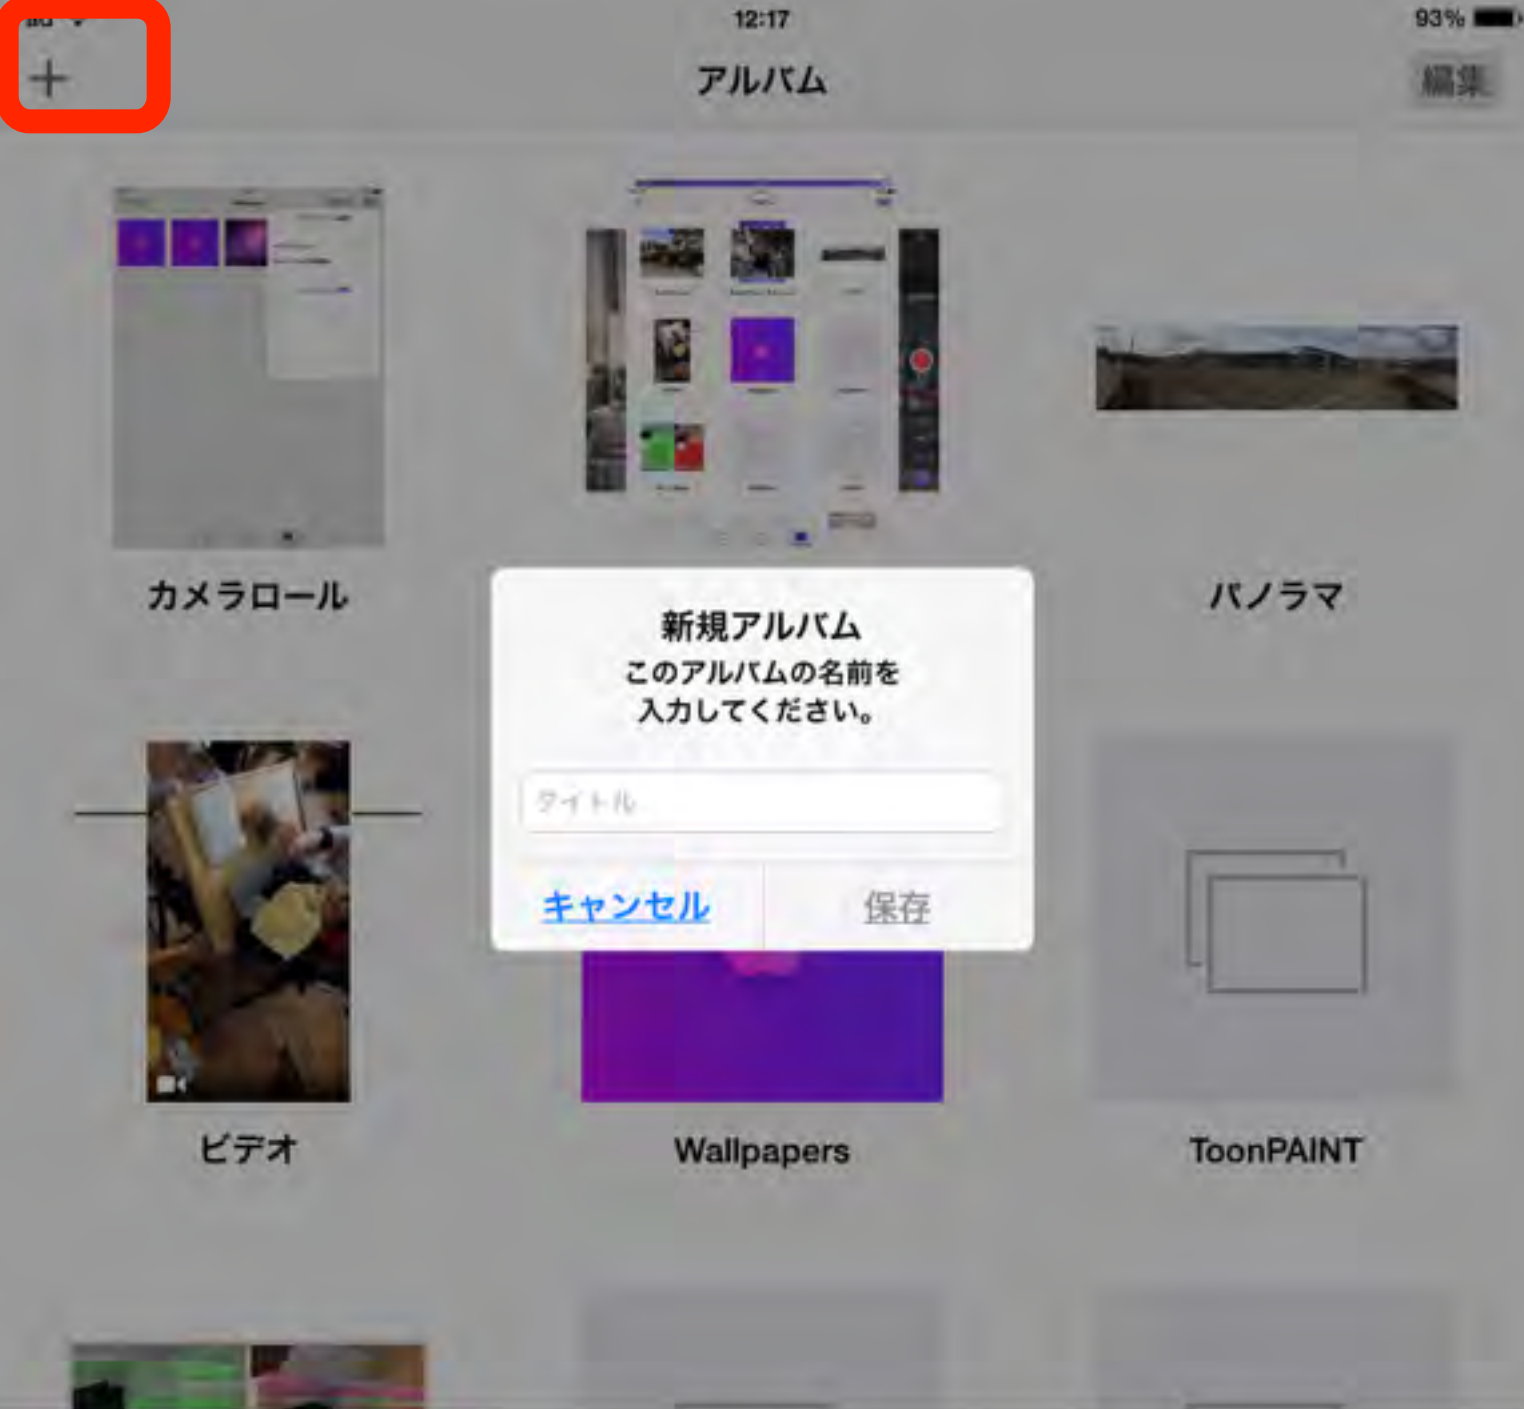 12:17
93%
アルバム
編集
カメラロール
パノラマ
新規アルバム
このアルバムの名前を
入力してください。
タイトル
キャンセル
保存
ビデオ
Wallpapers
ToonPAINT